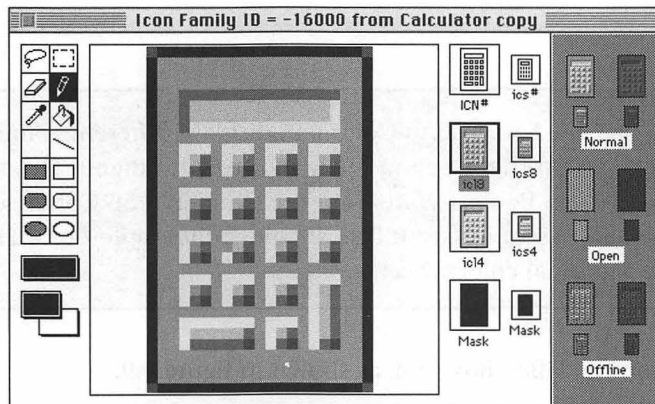 Icon Family ID = -16000 from Calculator copy
ICN#
ics#
icl8
ics8
icl4
ics4
Mask
Mask
Normal
Open
Offline